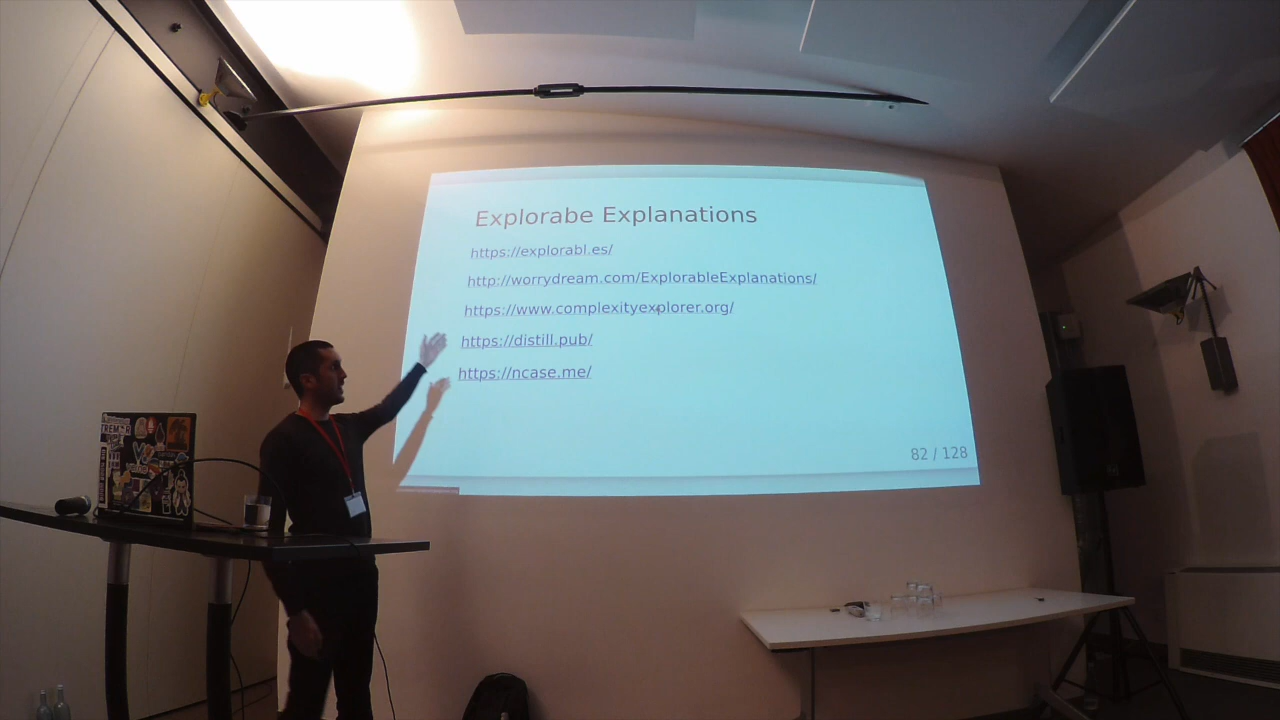 Explorabe Explanations
https://explorabl.es/
http://worrydream.com/ExplorableExplanations/
https://www.complexityexplorer.org/
https://distill.pub/
https://ncase.me/
82 / 128